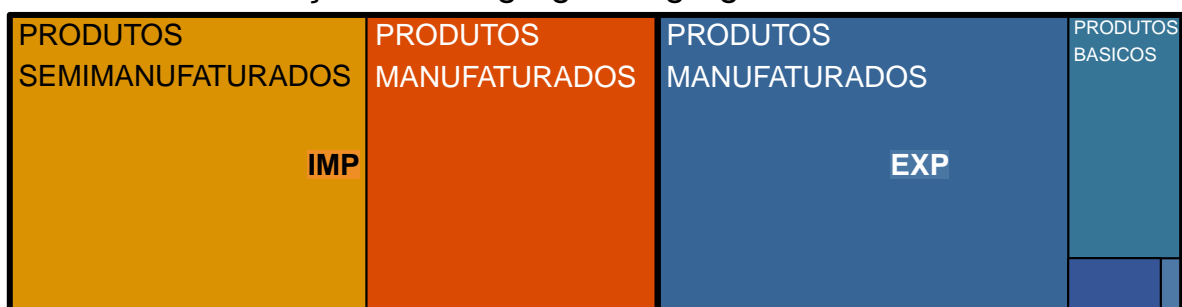 PRODUTOS
SEMIMANUFATURADOS
PRODUTOS
MANUFATURADOS
IMP
PRODUTOS
MANUFATURADOS
EXP
PRODUTOS
BASICOS